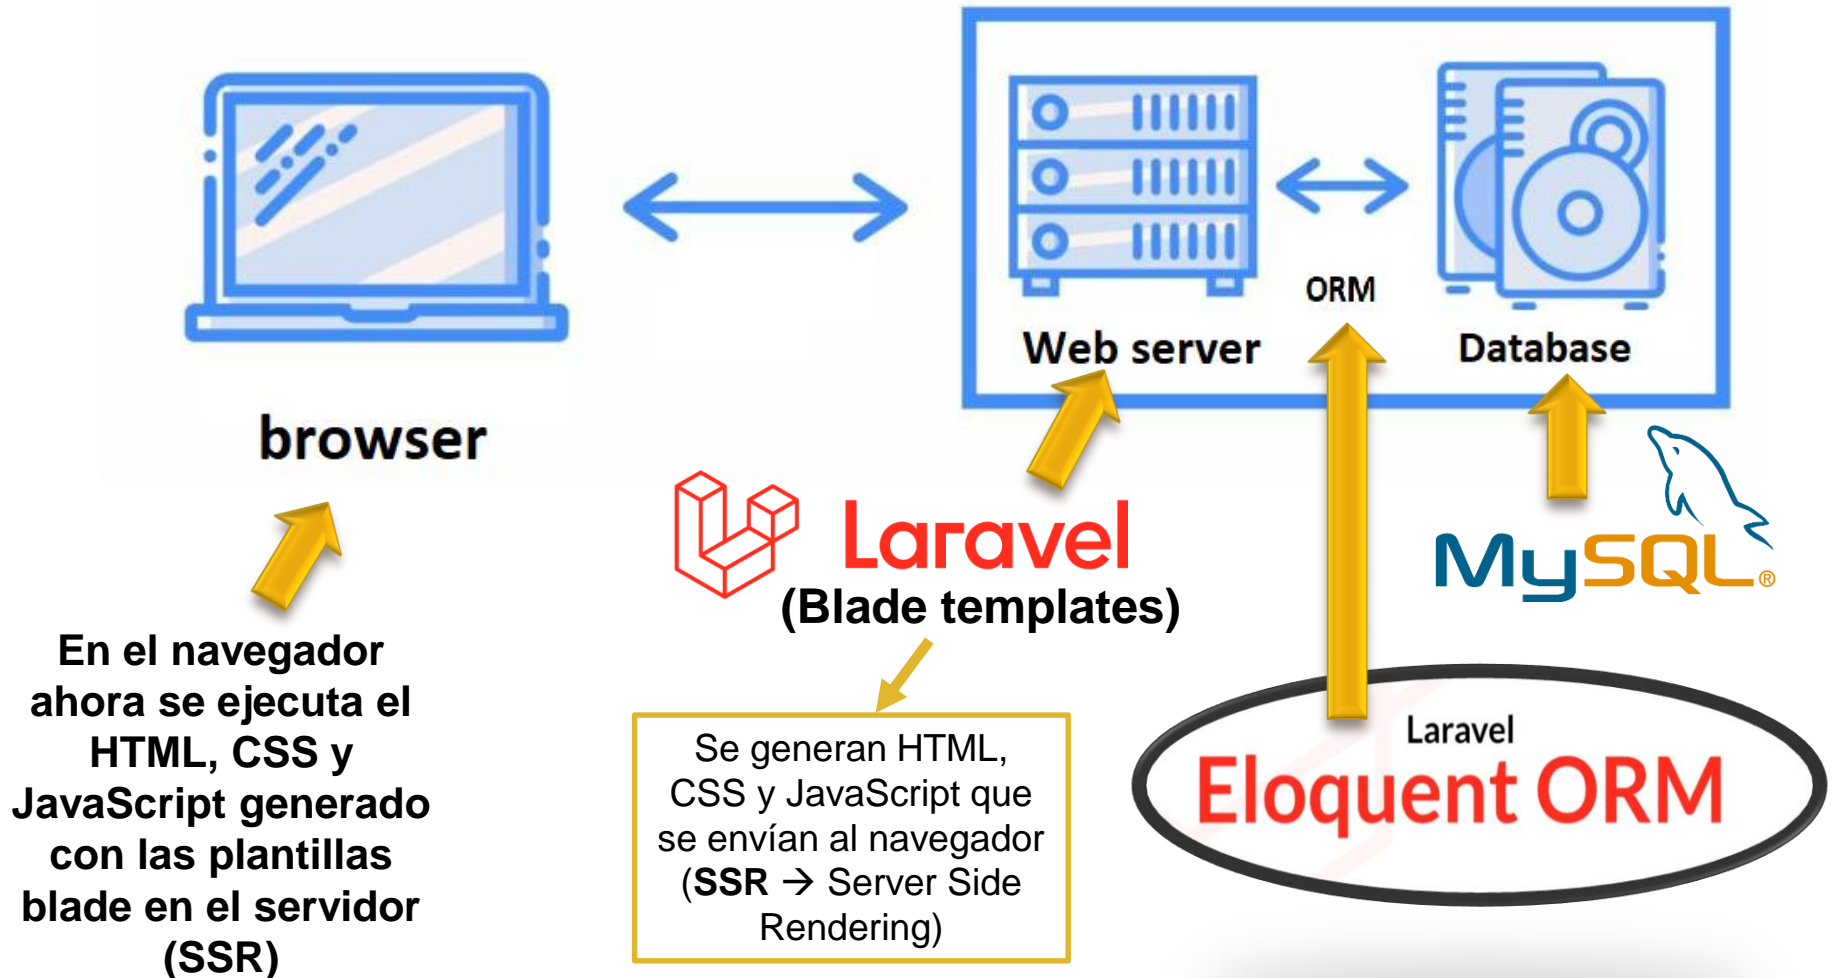 ORM
Web server
Database
browser
Laravel
(Blade templates)
MySQL®
En el navegador
ahora se ejecuta el
HTML, CSS y
JavaScript generado
con las plantillas
blade en el servidor
(SSR)
Se generan HTML,
CSS y JavaScript que
se envían al navegador
(SSR → Server Side
Rendering)
Laravel
Eloquent ORM